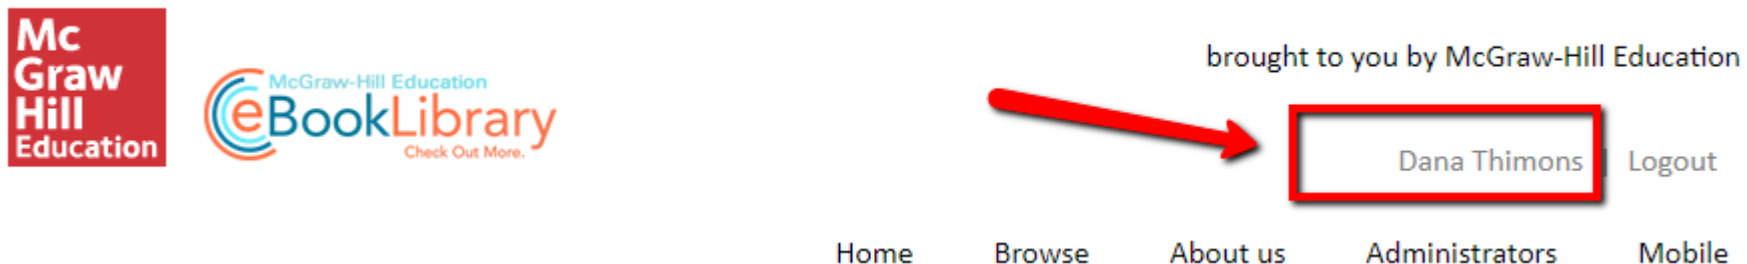 Mc
Graw
Hill
Education
McGraw-Hill Education
eBookLibrary
Check Out More.
brought to you by McGraw-Hill Education
Dana Thimons | Logout
Home Browse About us Administrators Mobile